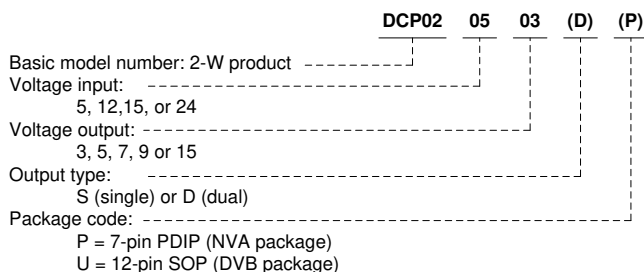 DCP02 05 03 (D) (P)
Basic model number: 2-W product
Voltage input:
5, 12,15, or 24
Voltage output:
3, 5, 7, 9 or 15
Output type:
S (single) or D (dual)
Package code:
P = 7-pin PDIP (NVA package)
U = 12-pin SOP (DVB package)